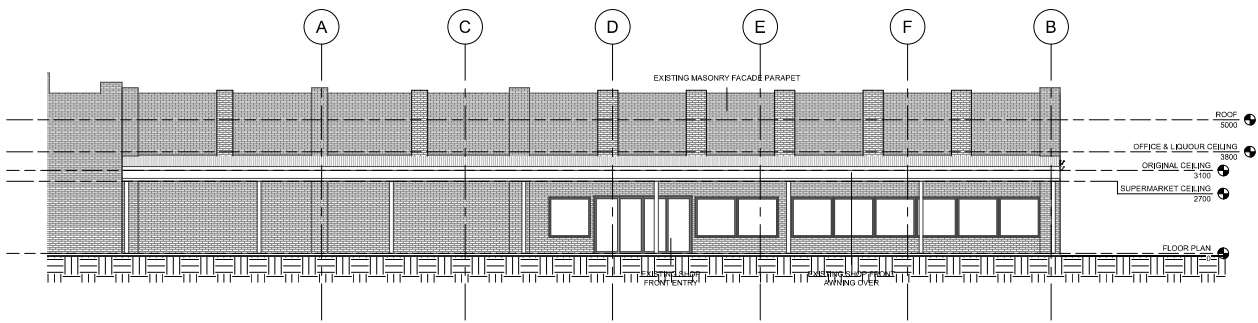 A
C
D
E
F
B
EXISTING MASONRY FACADE PARAPET
ROOF
5000
OFFICE & LIQUOUR CEILING
3800
ORIGINAL CEILING
3100
SUPERMARKET CEILING
2700
FLOOR PLAN
0
EXISTING SHOP
FRONT ENTRY
EXISTING SHOP FRONT
AWNING OVER